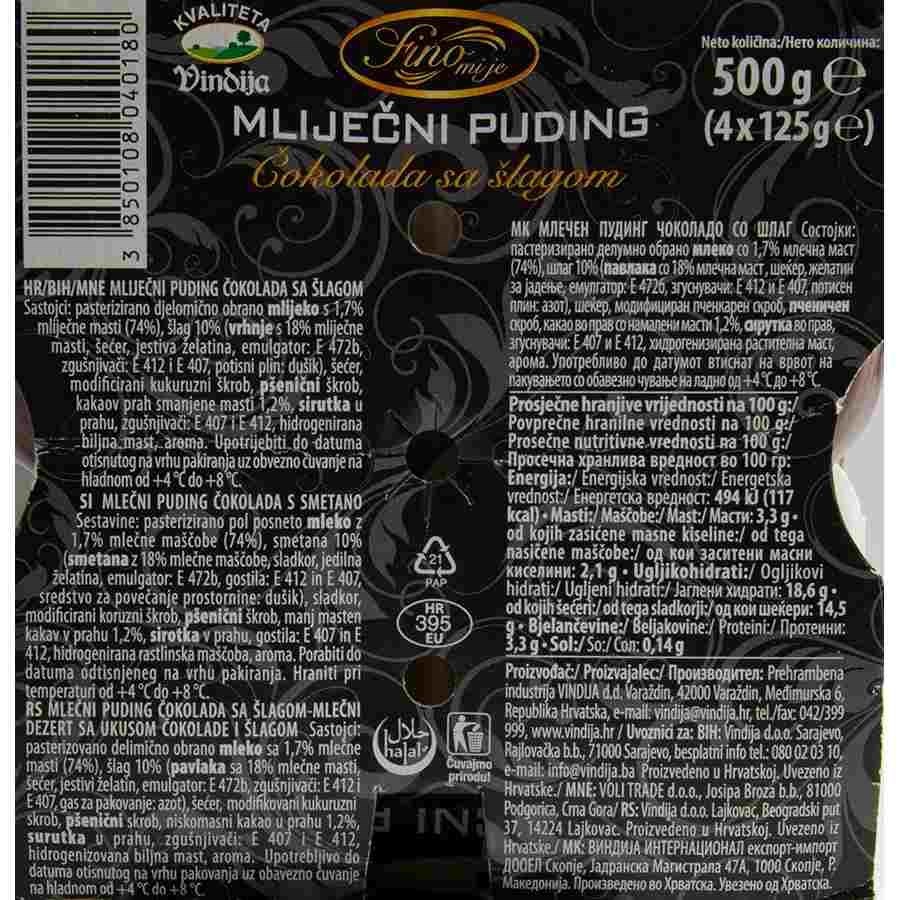 3 850108 040180
KVALITETA
Vindija
Fino
mi je
MLIJEČNI PUDING
Čokolada sa šlagom
Neto količina:/Нето количина:
500 g e
(4 x 125 g e)
HR/BIH/MNE MLIJEČNI PUDING ČOKOLADA SA ŠLAGOM
Sastojci: pasterizirano djelomično obrano mlijeko s 1,7%
mliječne masti (74%), šlag 10% (vrhnje s 18% mliječne
masti, šećer, jestiva želatina, emulgator: E 472b,
zgušnjivači: E 412 i E 407, potisni plin: dušik), šećer,
modificirani kukuruzni škrob, pšenični škrob,
kakaov prah smanjene masti 1,2%, sirutka u
prahu, zgušnjivači: E 407 i E 412, hidrogenirana
biljna mast, aroma. Upotrijebiti do datuma
otisnutog na vrhu pakiranja uz obvezno čuvanje na
hladnom od +4 °C do +8 °C.
SI MLEČNI PUDING ČOKOLADA S SMETANO
Sestavine: pasterizirano pol posneto mleko z
1,7% mlečne maščobe (74%), smetana 10%
(smetana z 18% mlečne maščobe, sladkor, jedilna
želatina, emulgator: E 472b, gostila: E 412 in E 407,
sredstvo za povečanje prostornine: dušik), sladkor,
modificirani koruzni škrob, pšenični škrob, manj masten
kakav v prahu 1,2%, sirotka v prahu, gostila: E 407 in E
412, hidrogenirana rastlinska maščoba, aroma. Porabiti do
datuma odtisnjeneg na vrhu pakiranja. Hraniti pri
temperaturi od +4 °C do +8 °C.
RS MLEČNI PUDING ČOKOLADA SA ŠLAGOM-MLEČNI
DEZERT SA UKUSOM ČOKOLADE I ŠLAGOM Sastojci:
pasterizovano delimično obrano mleko sa 1,7% mlečne
masti (74%), šlag 10% (pavlaka sa 18% mlečne masti,
šećer, jestivi želatin, emulgator: E 472b, zgušnjivači: E 412 i
E 407, gas za pakovanje: azot), šećer, modifikovani kukuruzni
skrob, pšenični skrob, niskomasni kakao u prahu 1,2%,
surutka u prahu, zgušnjivači: E 407 i E 412,
hidrogenizovana biljna mast, aroma. Upotrebljivo do
datuma otisnutog na vrhu pakovanja uz obavezno čuvanje
na hladnom od +4 °C do +8 °C.
21
PAP
HR
395
EU
حلال
halal
Čuvajmo
prirodu!
МК МЛЕЧЕН ПУДИНГ ЧОКОЛАДО СО ШЛАГ Состојки:
пастеризирано делумно обрано млеко со 1,7% млечна маст
(74%), шлаг 10% (павлака со 18% млечна маст, шеќер, желатин
за јадење, емулгатор: Е 472б, згуснувачи: Е 412 и Е 407, потисен
плин: азот), шеќер, модифициран пченкарен скроб, пченичен
скроб, какао во прав со намалени масти 1,2%, сирутка во прав,
згуснувачи: Е 407 и Е 412, хидрогенизирана растителна маст,
арома. Употребливо до датумот втиснат на врвот на
пакувањето со обавезно чување на ладно од +4 °C до +8 °C.
Prosječne hranjive vrijednosti na 100 g:/
Povprečne hranilne vrednosti na 100 g:/
Prosečne nutritivne vrednosti na 100 g:/
Просечна хранлива вредност во 100 гр:
Energija:/ Energijska vrednost:/ Energetska
vrednost:/ Енергетска вредност: 494 kJ (117
kcal) • Masti:/ Maščobe:/ Mast:/ Масти: 3,3 g •
od kojih zasićene masne kiseline:/ od tega
nasičene maščobe:/ од кои заситени масни
киселини: 2,1 g • Ugljikohidrati:/ Ogljikovi
hidrati:/ Ugljeni hidrati:/ Јаглени хидрати: 18,6 g •
od kojih šećeri:/ od tega sladkorji:/ од кои шеќери: 14,5
g • Bjelančevine:/ Beljakovine:/ Proteini:/ Протеини:
3,3 g • Sol:/ So:/ Сол: 0,14 g
Proizvođač:/ Proizvajalec:/ Производител: Prehrambena
industrija VINDIJA d.d. Varaždin, 42000 Varaždin, Međimurska 6,
Republika Hrvatska, e-mail: vindija@vindija.hr, tel./fax: 042/399
999, www.vindija.hr / Uvoznici za: BIH: Vindija d.o.o. Sarajevo,
Rajlovačka b.b., 71000 Sarajevo, besplatni info tel.: 080 02 03 10,
e-mail: info@vindija.ba Proizvedeno u Hrvatskoj. Uvezeno iz
Hrvatske./ MNE: VOLI TRADE d.o.o., Josipa Broza b.b., 81000
Podgorica, Crna Gora/ RS: Vindija d.o.o. Lajkovac, Beogradski put
37, 14224 Lajkovac. Proizvedeno u Hrvatskoj. Uvezeno iz
Hrvatske./ МК: ВИНДИЈА ИНТЕРНАЦИОНАЛ експорт-импорт
ДООЕЛ Скопје, Јадранска Магистрала 47А, 1000 Скопје, Р.
Македонија. Произведено во Хрватска. Увезено од Хрватска.